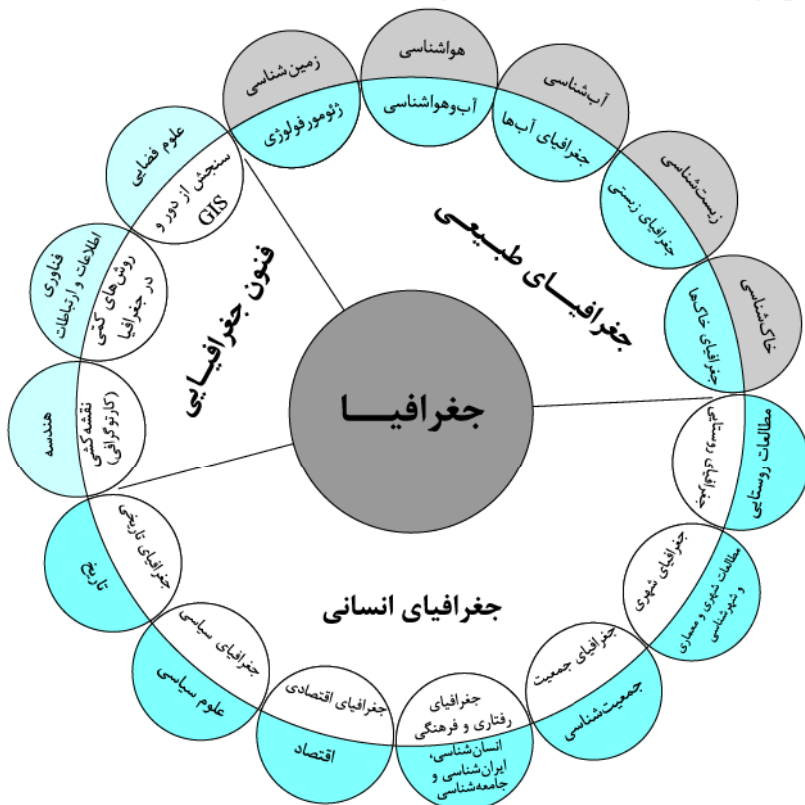 جغرافیا
جغرافیای طبیعی
زمین‌شناسی
ژئومورفولوژی
هواشناسی
آب‌وهواشناسی
آب‌شناسی
جغرافیای آب‌ها
زیست‌شناسی
جغرافیای زیستی
خاک‌شناسی
جغرافیای خاک‌ها
جغرافیای انسانی
مطالعات روستایی
جغرافیای روستایی
جغرافیای شهری
مطالعات شهری و معماری
و شهرشناسی
جغرافیای جمعیت
جمعیت‌شناسی
جغرافیای
رفتاری و فرهنگی
انسان‌شناسی،
ایران‌شناسی و
جامعه‌شناسی
جغرافیای اقتصادی
اقتصاد
جغرافیای سیاسی
علوم سیاسی
جغرافیای تاریخی
تاریخ
فنون جغرافیایی
هندسه
نقشه‌کشی
(کارتوگرافی)
فناوری
اطلاعات و ارتباطات
روش‌های کمّی
در جغرافیا
علوم فضایی
سنجش از دور و
GIS